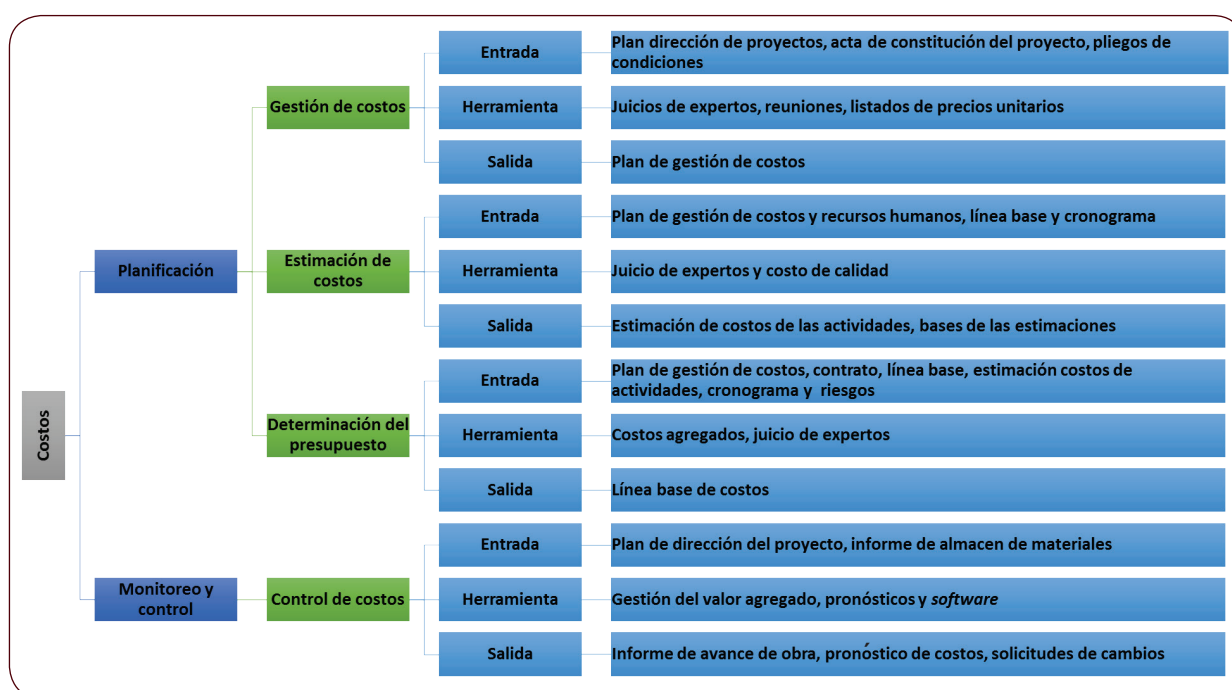 Costos
Planificación
Gestión de costos
Entrada
Plan dirección de proyectos, acta de constitución del proyecto, pliegos de
condiciones
Herramienta
Juicios de expertos, reuniones, listados de precios unitarios
Salida
Plan de gestión de costos
Estimación de
costos
Entrada
Plan de gestión de costos y recursos humanos, línea base y cronograma
Herramienta
Juicio de expertos y costo de calidad
Salida
Estimación de costos de las actividades, bases de las estimaciones
Determinación del
presupuesto
Entrada
Plan de gestión de costos, contrato, línea base, estimación costos de
actividades, cronograma y riesgos
Herramienta
Costos agregados, juicio de expertos
Salida
Línea base de costos
Monitoreo y
control
Control de costos
Entrada
Plan de dirección del proyecto, informe de almacen de materiales
Herramienta
Gestión del valor agregado, pronósticos y software
Salida
Informe de avance de obra, pronóstico de costos, solicitudes de cambios